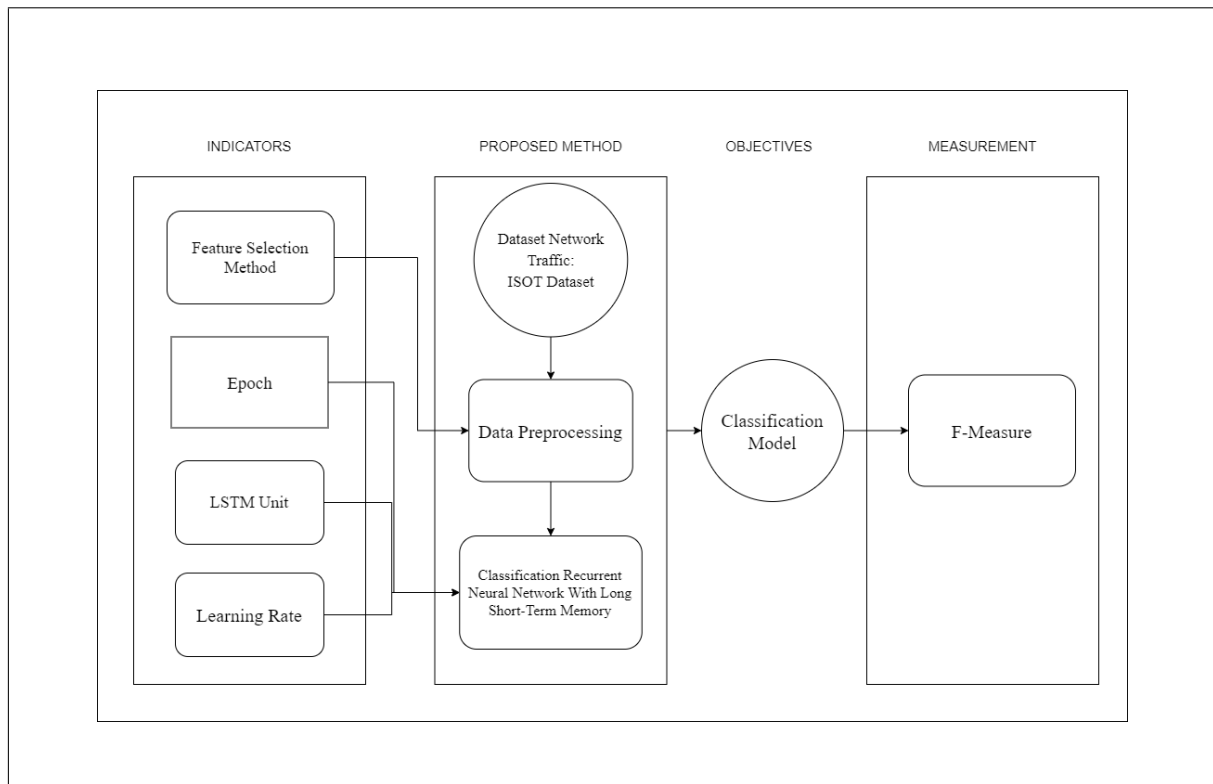 INDICATORS
PROPOSED METHOD
OBJECTIVES
MEASUREMENT
Feature Selection
Method
Epoch
LSTM Unit
Learning Rate
Dataset Network
Traffic:
ISOT Dataset
Data Preprocessing
Classification Recurrent
Neural Network With Long
Short-Term Memory
Classification
Model
F-Measure